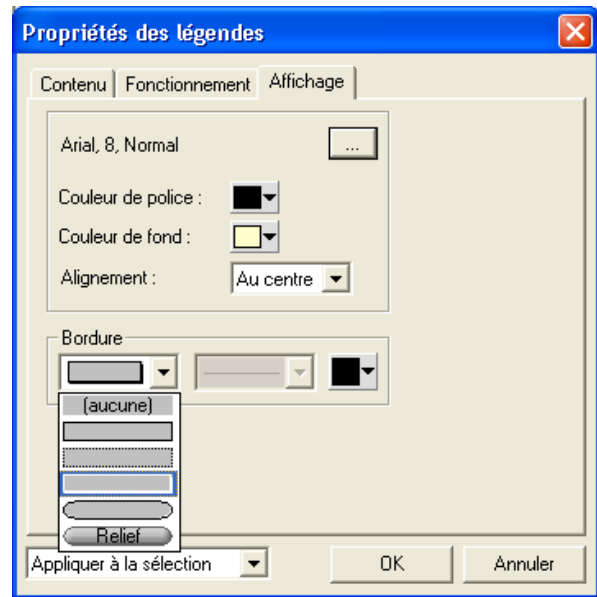 Propriétés des légendes
Contenu Fonctionnement Affichage
Arial, 8, Normal ...
Couleur de police :
Couleur de fond :
Alignement : Au centre
Bordure
(aucune)
Relief
Appliquer à la sélection OK Annuler